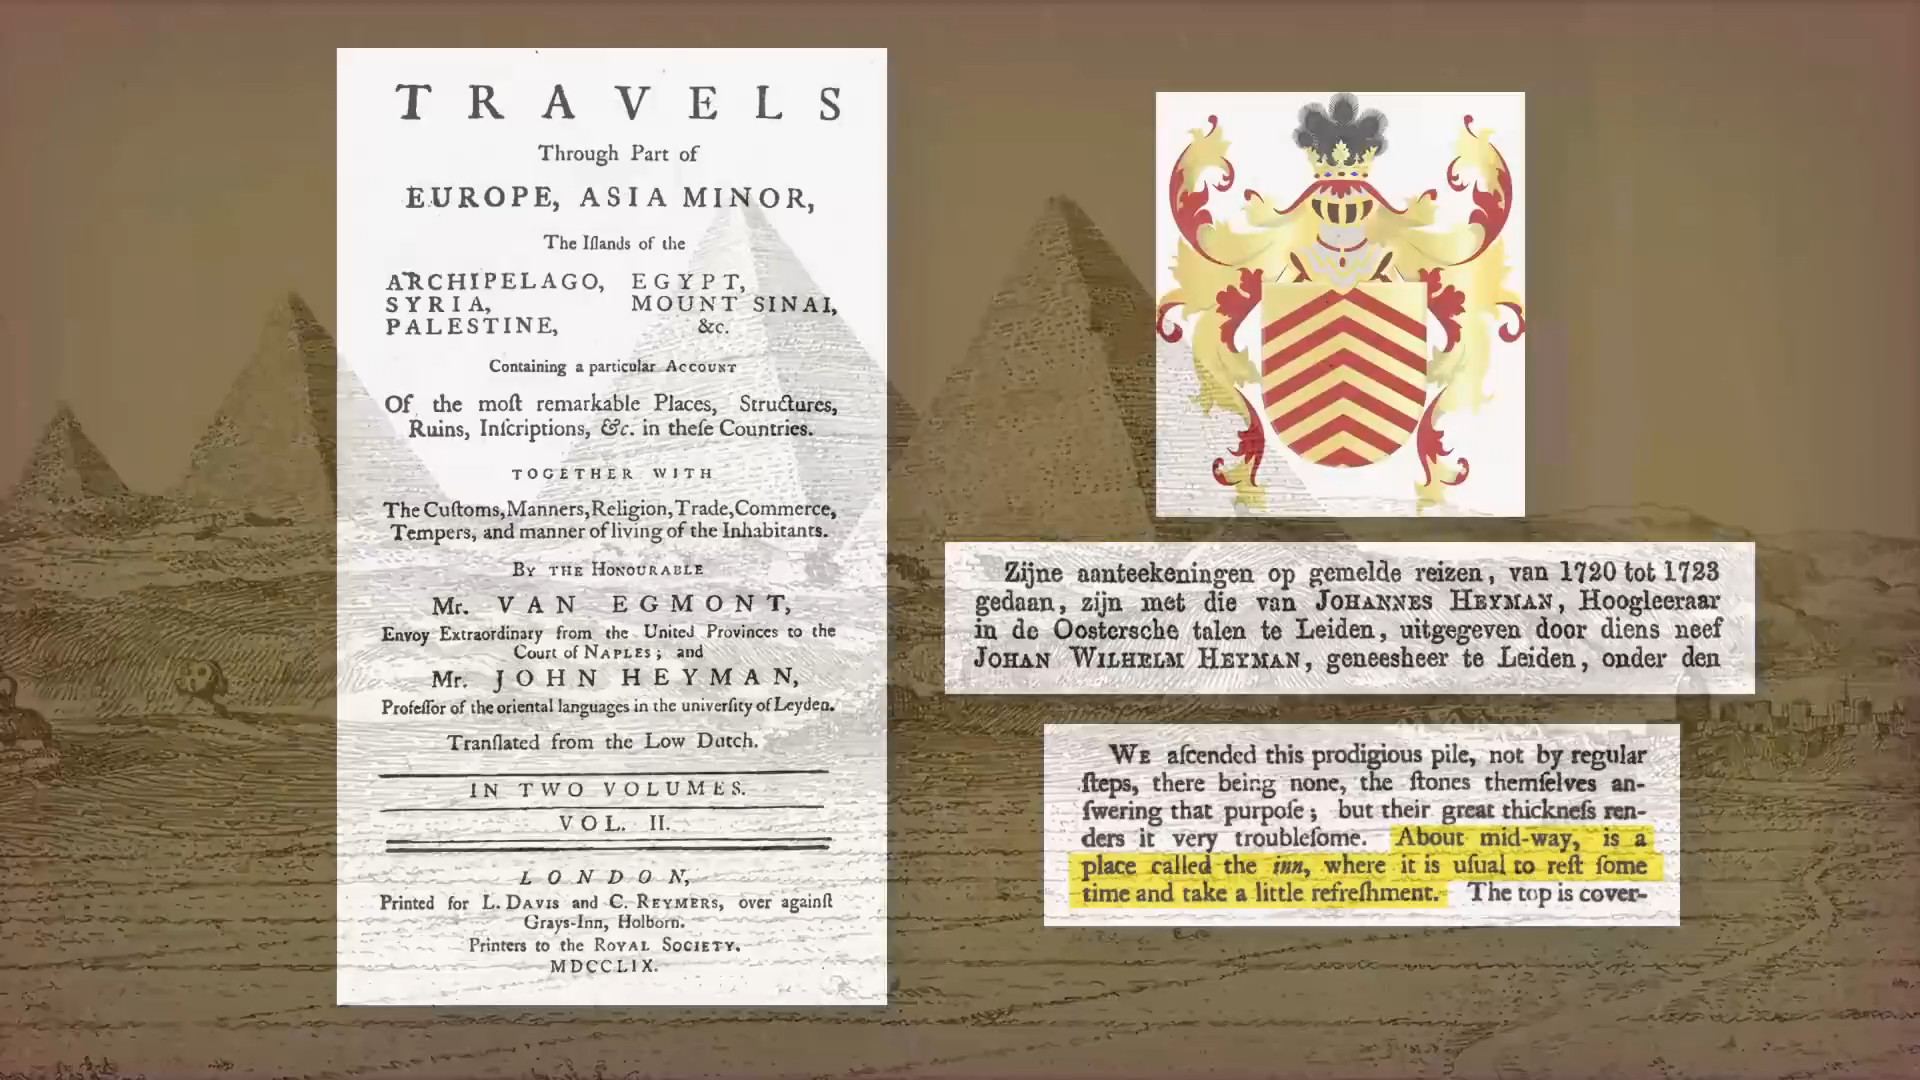 TRAVELS
Through Part of
EUROPE, ASIA MINOR,
The Iſlands of the
ARCHIPELAGO, EGYPT,
SYRIA, MOUNT SINAI,
PALESTINE, &c.
Containing a particular ACCOUNT
Of the moſt remarkable Places, Structures,
Ruins, Inſcriptions, &c. in theſe Countries.
TOGETHER WITH
The Cuſtoms, Manners, Religion, Trade, Commerce,
Tempers, and manner of living of the Inhabitants.
BY THE HONOURABLE
Mr. VAN EGMONT,
Envoy Extraordinary from the United Provinces to the
Court of NAPLES; and
Mr. JOHN HEYMAN,
Profeſſor of the oriental languages in the univerſity of Leyden.
Tranſlated from the Low Dutch.
IN TWO VOLUMES.
VOL. II.
LONDON,
Printed for L. DAVIS and C. REYMERS, over againſt
Grays-Inn, Holborn.
Printers to the ROYAL SOCIETY.
MDCCLIX.
Zijne aanteekeningen op gemelde reizen, van 1720 tot 1723
gedaan, zijn met die van JOHANNES HEYMAN, Hoogleeraar
in de Oostersche talen te Leiden, uitgegeven door diens neef
JOHAN WILHELM HEYMAN, geneesheer te Leiden, onder den
WE aſcended this prodigious pile, not by regular
ſteps, there being none, the ſtones themſelves an-
ſwering that purpoſe; but their great thickneſs ren-
ders it very troubleſome. About mid-way, is a
place called the inn, where it is uſual to reſt ſome
time and take a little refreſhment. The top is cover-